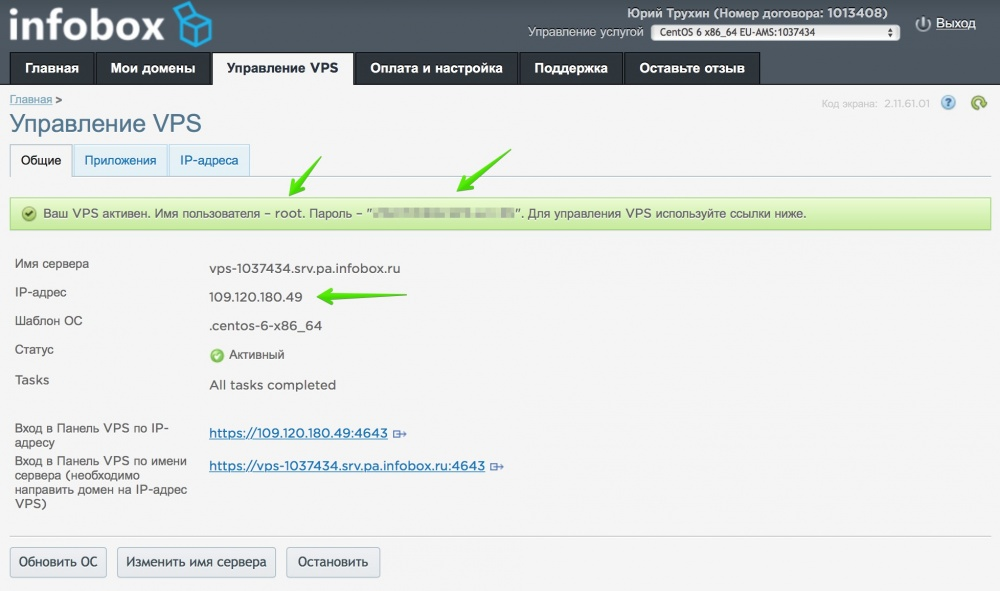 infobox
Юрий Трухин (Номер договора: 1013408)
Управление услугой CentOS 6 x86_64 EU-AMS:1037434 Выход
Главная Мои домены Управление VPS Оплата и настройка Поддержка Оставьте отзыв
Главная > Код экрана: 2.11.61.01 ?
Управление VPS
Общие Приложения IP-адреса
Ваш VPS активен. Имя пользователя – root. Пароль – "". Для управления VPS используйте ссылки ниже.
Имя сервера vps-1037434.srv.pa.infobox.ru
IP-адрес 109.120.180.49
Шаблон ОС .centos-6-x86_64
Статус Активный
Tasks All tasks completed
Вход в Панель VPS по IP-
адресу https://109.120.180.49:4643
Вход в Панель VPS по имени
сервера (необходимо https://vps-1037434.srv.pa.infobox.ru:4643
направить домен на IP-адрес
VPS)
Обновить ОС Изменить имя сервера Остановить